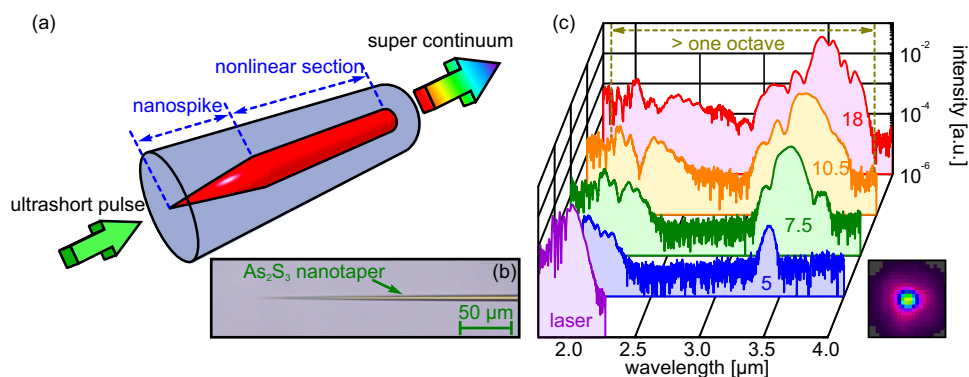 (a)
super continuum
nonlinear section
nanospike
ultrashort pulse
(b)
As₂S₃ nanotaper
50 µm
(c)
> one octave
10⁻²
10⁻⁴
10⁻⁶
intensity [a.u.]
18
10.5
7.5
5
laser
2.0 2.5 3.0 3.5 4.0
wavelength [µm]